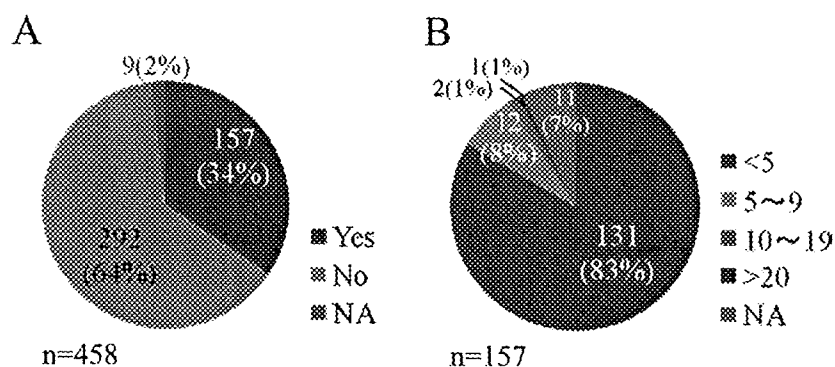 A
9(2%)
157
(34%)
292
(64%)
Yes
No
NA
n=458
B
1(1%)
2(1%)
11
(7%)
12
(8%)
131
(83%)
<5
5~9
10~19
>20
NA
n=157